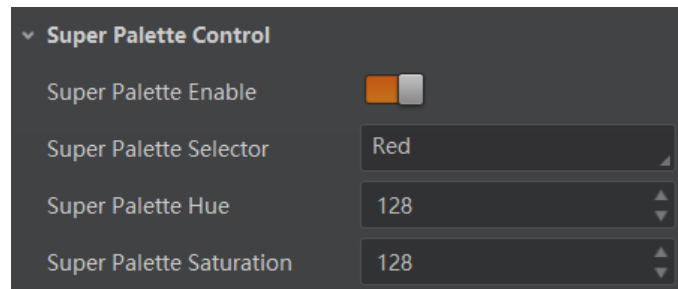 Super Palette Control
Super Palette Enable
Super Palette Selector Red
Super Palette Hue 128
Super Palette Saturation 128